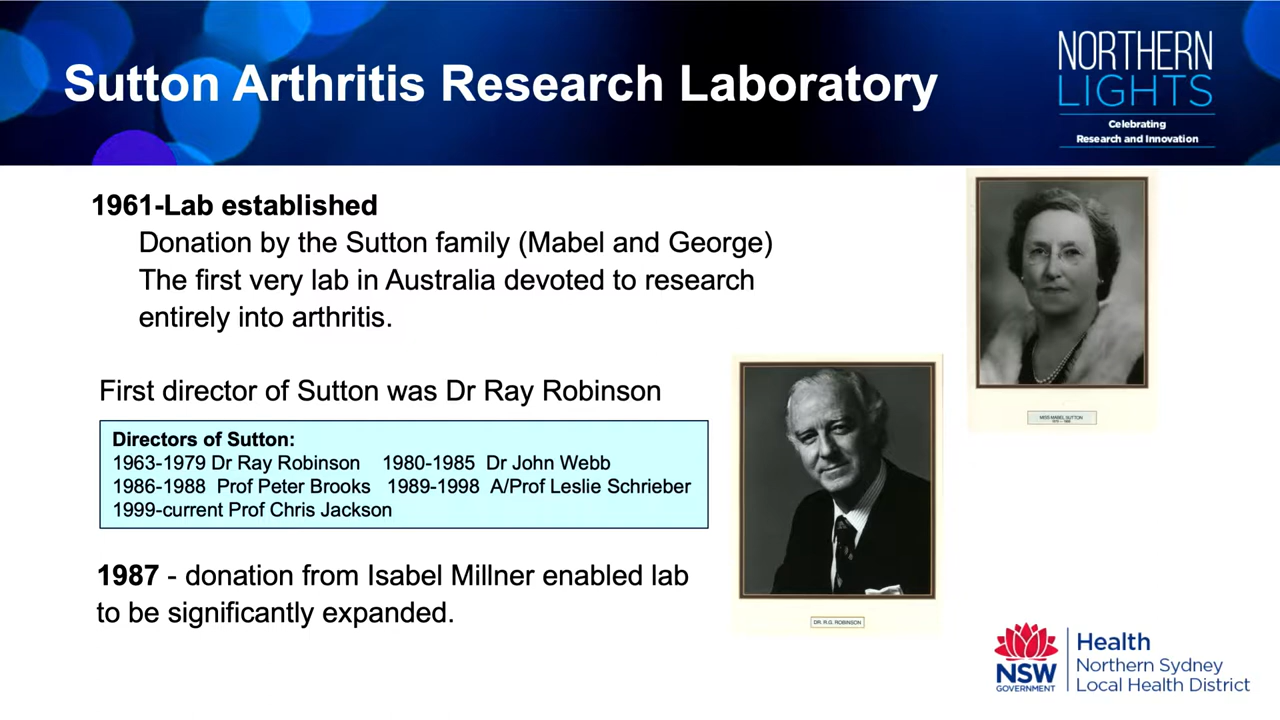 Sutton Arthritis Research Laboratory
NORTHERN
LIGHTS
Celebrating
Research and Innovation
1961-Lab established
Donation by the Sutton family (Mabel and George)
The first very lab in Australia devoted to research
entirely into arthritis.
First director of Sutton was Dr Ray Robinson
Directors of Sutton:
1963-1979 Dr Ray Robinson 1980-1985 Dr John Webb
1986-1988 Prof Peter Brooks 1989-1998 A/Prof Leslie Schrieber
1999-current Prof Chris Jackson
1987 - donation from Isabel Millner enabled lab
to be significantly expanded.
MISS MABEL SUTTON
DR. R.G. ROBINSON
NSW
GOVERNMENT
Health
Northern Sydney
Local Health District